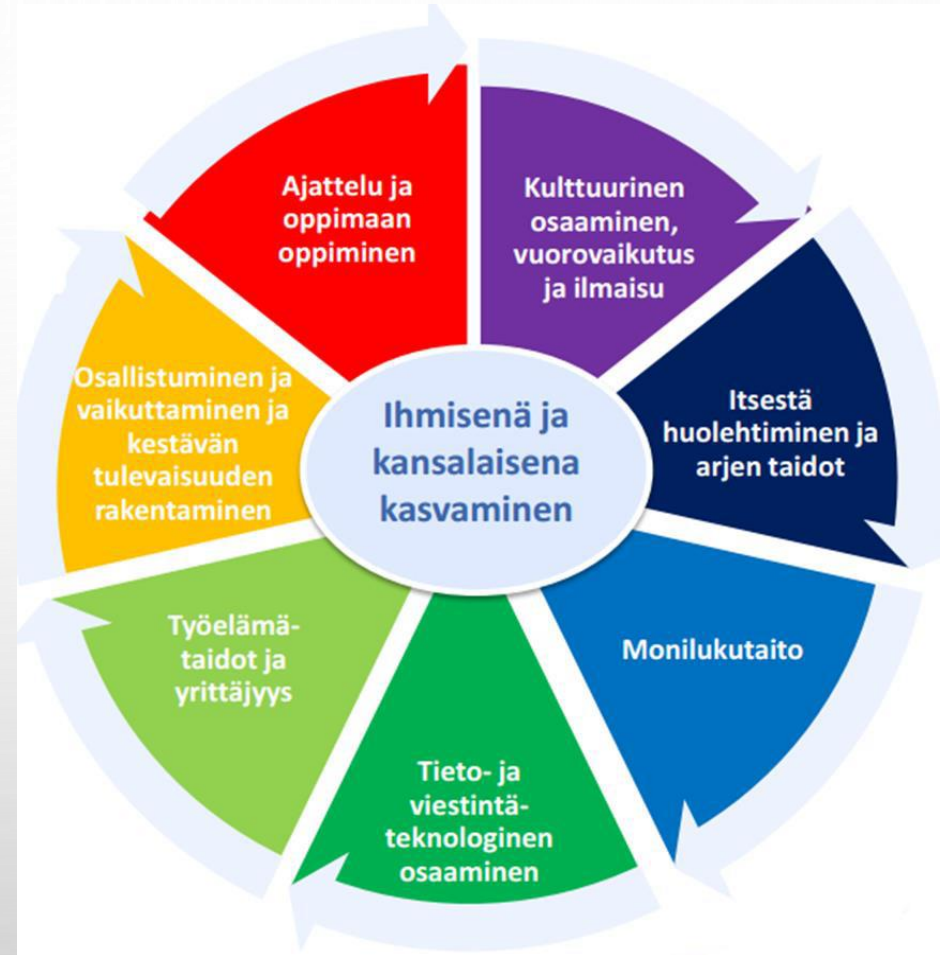 Ajattelu ja
oppimaan
oppiminen
Kulttuurinen
osaaminen,
vuorovaikutus
ja ilmaisu
Itsestä
huolehtiminen ja
arjen taidot
Monilukutaito
Tieto- ja
viestintä-
teknologinen
osaaminen
Työelämä-
taidot ja
yrittäjyys
Osallistuminen ja
vaikuttaminen ja
kestävän
tulevaisuuden
rakentaminen
Ihmisenä ja
kansalaisena
kasvaminen